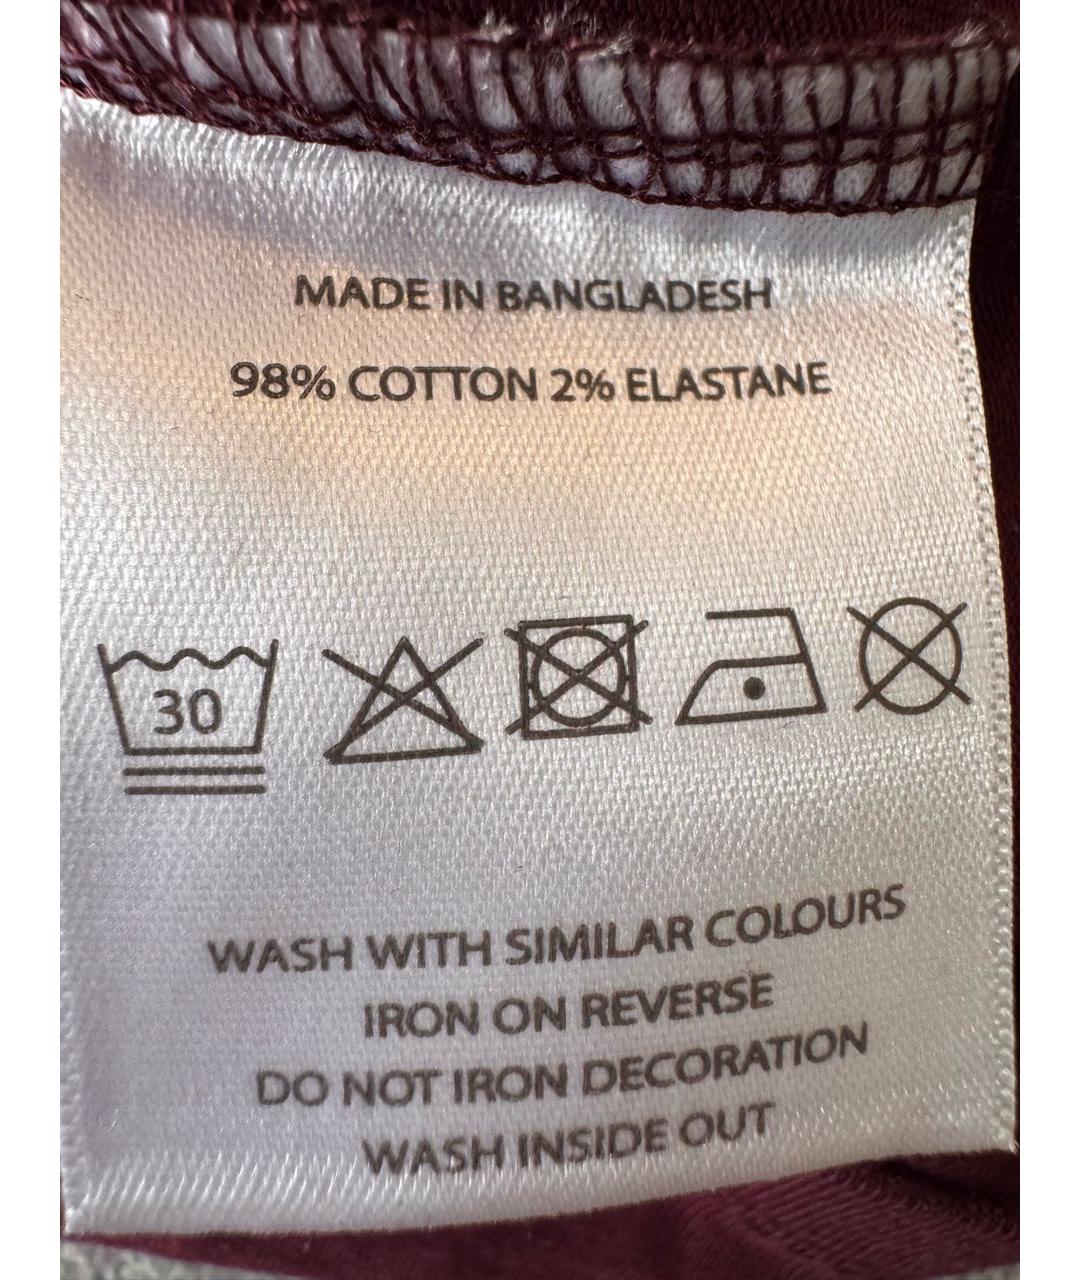 MADE IN BANGLADESH
98% COTTON 2% ELASTANE
30
WASH WITH SIMILAR COLOURS
IRON ON REVERSE
DO NOT IRON DECORATION
WASH INSIDE OUT